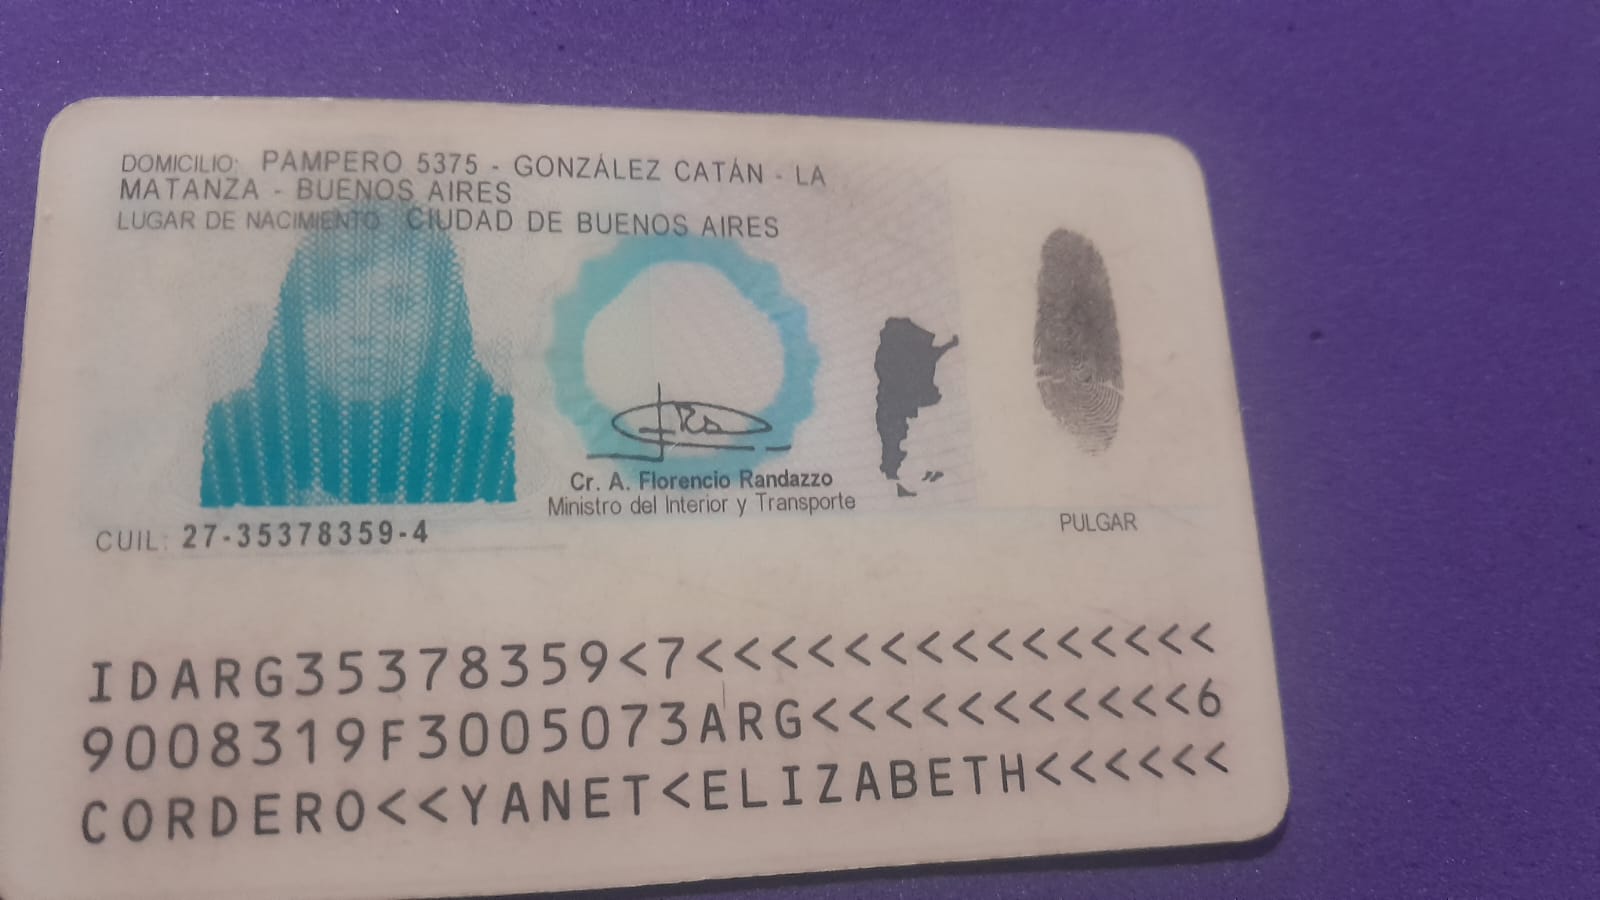 DOMICILIO: PAMPERO 5375 - GONZÁLEZ CATÁN - LA
MATANZA - BUENOS AIRES
LUGAR DE NACIMIENTO: CIUDAD DE BUENOS AIRES
Cr. A. Florencio Randazzo
Ministro del Interior y Transporte
CUIL: 27-35378359-4
PULGAR
IDARG35378359<7<<<<<<<<<<<<<<<
9008319F3005073ARG<<<<<<<<<<<6
CORDERO<<YANET<ELIZABETH<<<<<<